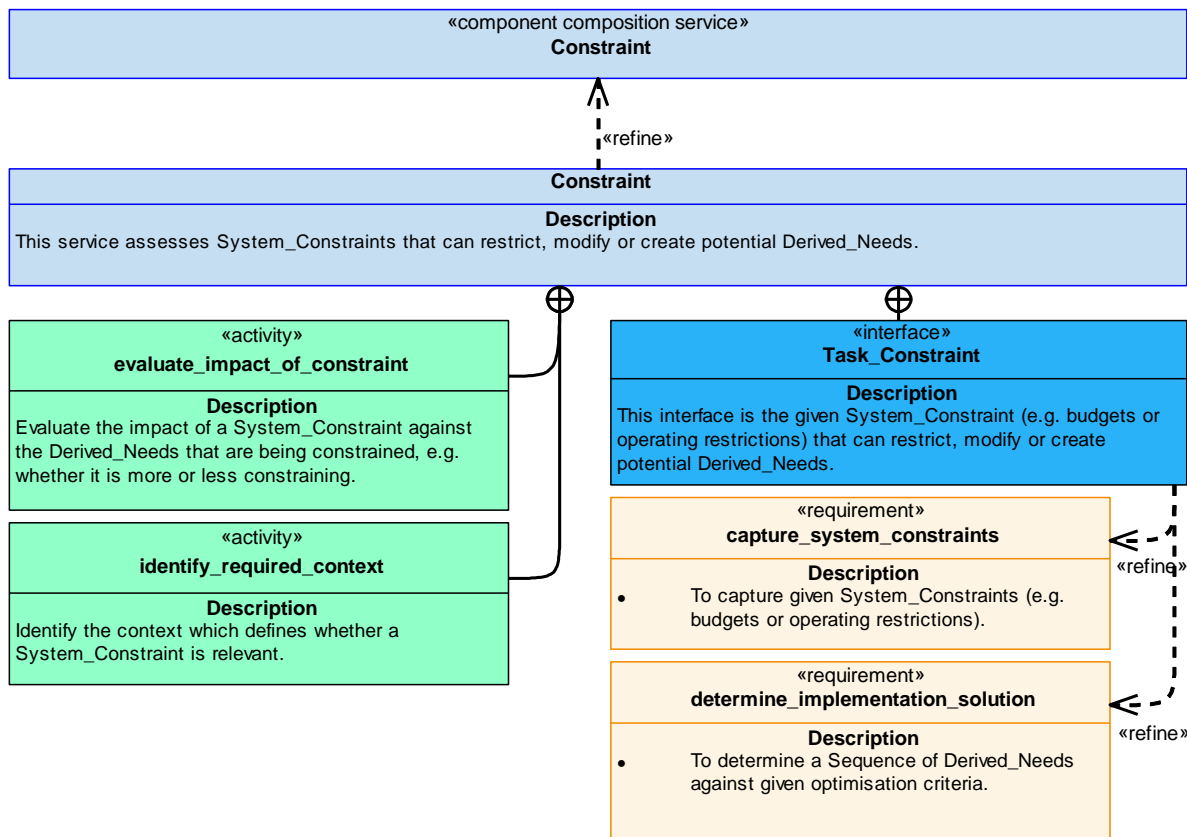 «component composition service»
Constraint
«refine»
Constraint
Description
This service assesses System_Constraints that can restrict, modify or create potential Derived_Needs.
«activity»
evaluate_impact_of_constraint
Description
Evaluate the impact of a System_Constraint against
the Derived_Needs that are being constrained, e.g.
whether it is more or less constraining.
«activity»
identify_required_context
Description
Identify the context which defines whether a
System_Constraint is relevant.
«interface»
Task_Constraint
Description
This interface is the given System_Constraint (e.g. budgets or
operating restrictions) that can restrict, modify or create
potential Derived_Needs.
«requirement»
capture_system_constraints
Description
• To capture given System_Constraints (e.g.
budgets or operating restrictions).
«refine»
«requirement»
determine_implementation_solution
Description
• To determine a Sequence of Derived_Needs
against given optimisation criteria.
«refine»